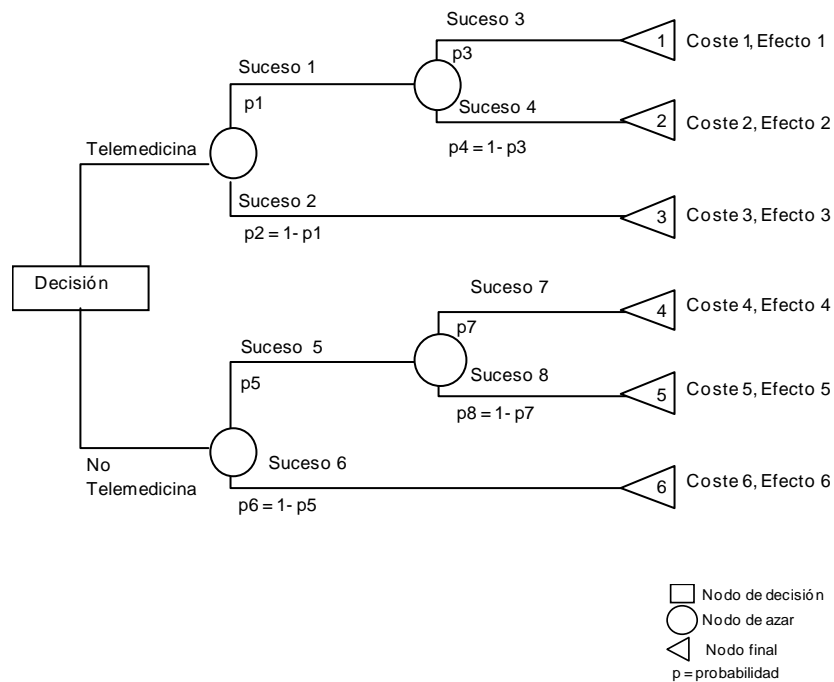 Suceso 3
p3
1
Coste 1, Efecto 1
Suceso 1
p1
Suceso 4
p4 = 1- p3
2
Coste 2, Efecto 2
Telemedicina
Suceso 2
p2 = 1- p1
3
Coste 3, Efecto 3
Decisión
Suceso 7
p7
4
Coste 4, Efecto 4
Suceso 5
p5
Suceso 8
p8 = 1- p7
5
Coste 5, Efecto 5
No
Telemedicina
Suceso 6
p6 = 1- p5
6
Coste 6, Efecto 6
Nodo de decisión
Nodo de azar
Nodo final
p = probabilidad